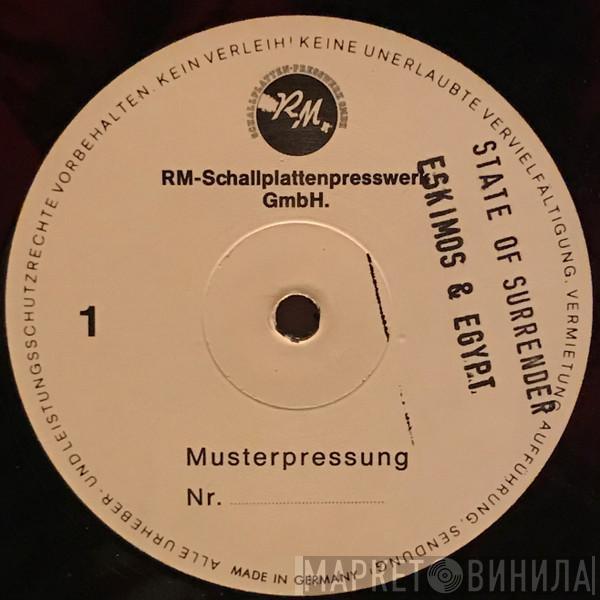 ALLE URHEBER- UND LEISTUNGSSCHUTZRECHTE VORBEHALTEN. KEIN VERLEIH! KEINE UNERLAUBTE VERVIELFÄLTIGUNG, VERMIETUNG, AUFFÜHRUNG, SENDUNG!
SCHALLPLATTEN-PRESSWERK GMBH
RM
RM-Schallplattenpresswerk
GmbH.
STATE OF SURRENDER
ESKIMOS & EGYPT.
1
Musterpressung
Nr.
MADE IN GERMANY
МАРКЕТ ВИНИЛА